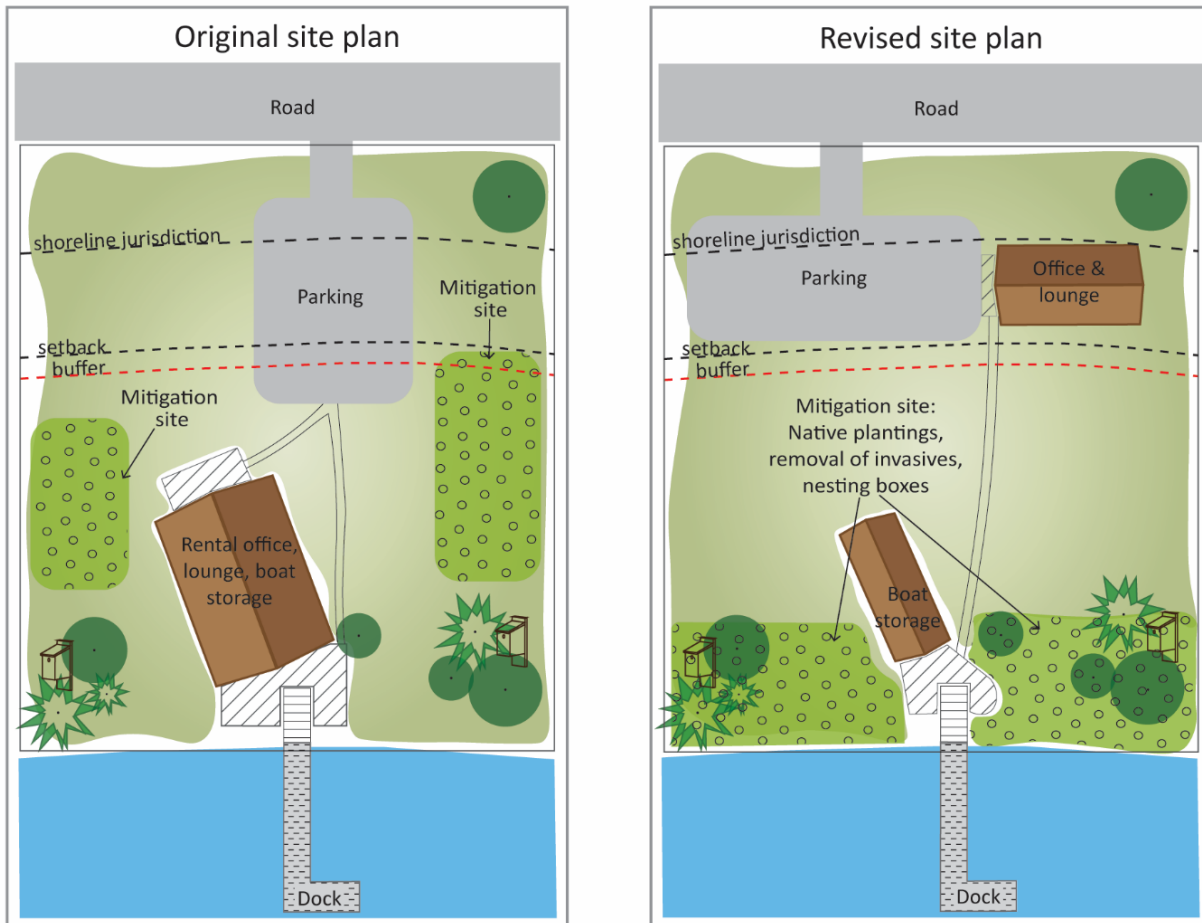 Original site plan
Road
shoreline jurisdiction
Parking
Mitigation
site
setback
buffer
Mitigation
site
Rental office,
lounge, boat
storage
Dock
Revised site plan
Road
shoreline jurisdiction
Parking
Office &
lounge
setback
buffer
Mitigation site:
Native plantings,
removal of invasives,
nesting boxes
Boat
storage
Dock